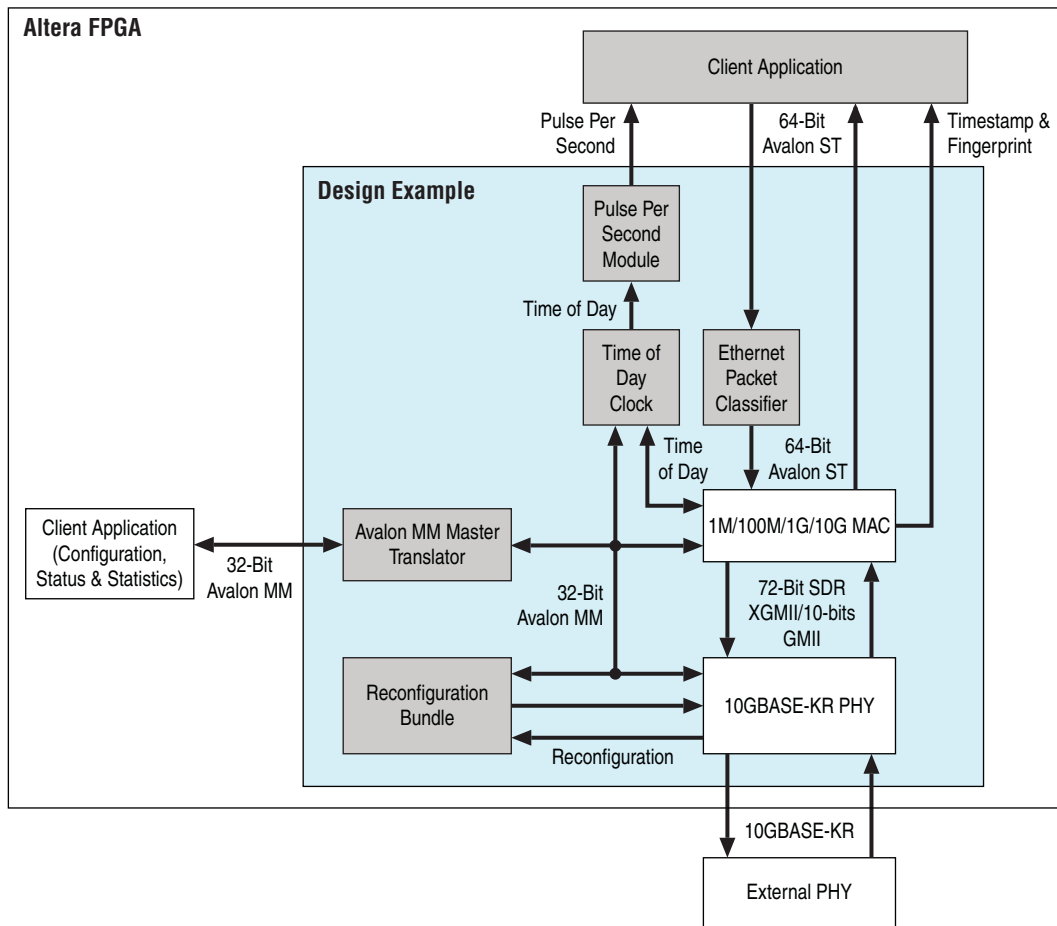 Altera FPGA
Client Application
Pulse Per
Second
64-Bit
Avalon ST
Timestamp &
Fingerprint
Design Example
Pulse Per
Second
Module
Time of Day
Time of
Day
Clock
Ethernet
Packet
Classifier
Time
of Day
64-Bit
Avalon ST
Client Application
(Configuration,
Status & Statistics)
32-Bit
Avalon MM
Avalon MM Master
Translator
1M/100M/1G/10G MAC
32-Bit
Avalon MM
72-Bit SDR
XGMII/10-bits
GMII
Reconfiguration
Bundle
10GBASE-KR PHY
Reconfiguration
10GBASE-KR
External PHY